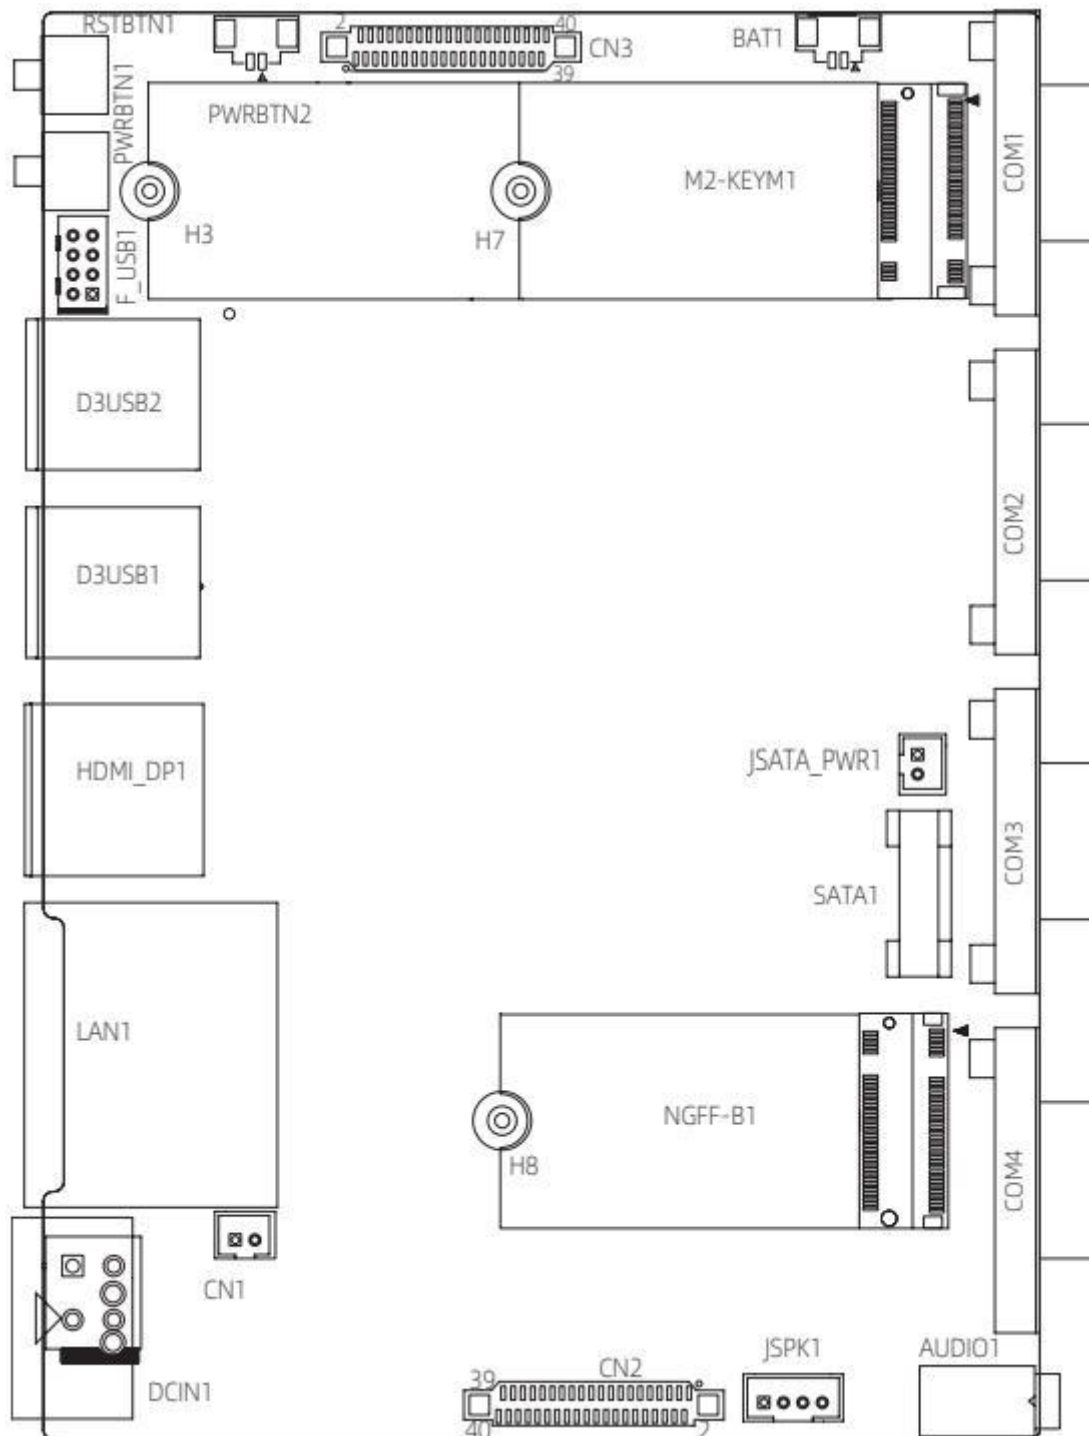 RSTBTN1
2
40
CN3
BAT1
39
PWRBTN1
PWRBTN2
M2-KEYM1
COM1
H3
H7
F_USB1
D3USB2
COM2
D3USB1
JSATA_PWR1
HDMI_DP1
COM3
SATA1
LAN1
NGFF-B1
H8
COM4
CN1
JSPK1
AUDIO1
CN2
39
DCIN1
40
2